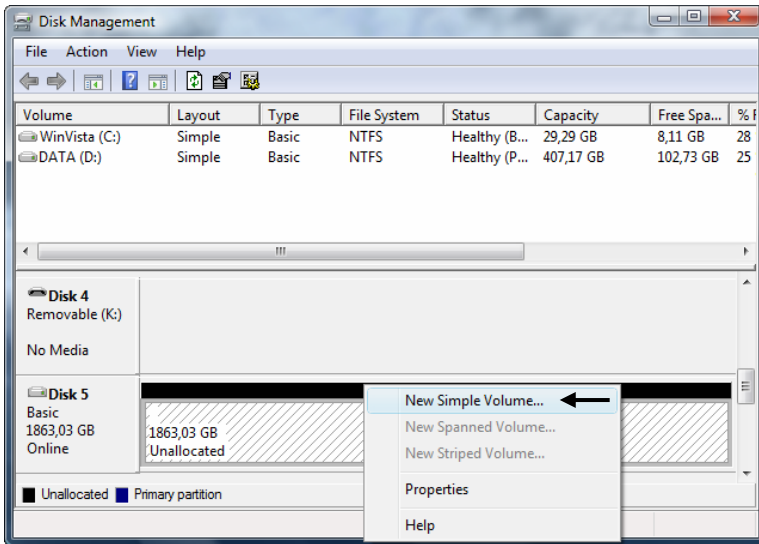 Disk Management
File Action View Help
Volume Layout Type File System Status Capacity Free Spa... % F
WinVista (C:) Simple Basic NTFS Healthy (B... 29,29 GB 8,11 GB 28
DATA (D:) Simple Basic NTFS Healthy (P... 407,17 GB 102,73 GB 25
Disk 4
Removable (K:)
No Media
Disk 5
Basic
1863,03 GB
Online
1863,03 GB
Unallocated
New Simple Volume...
New Spanned Volume...
New Striped Volume...
Properties
Help
Unallocated Primary partition